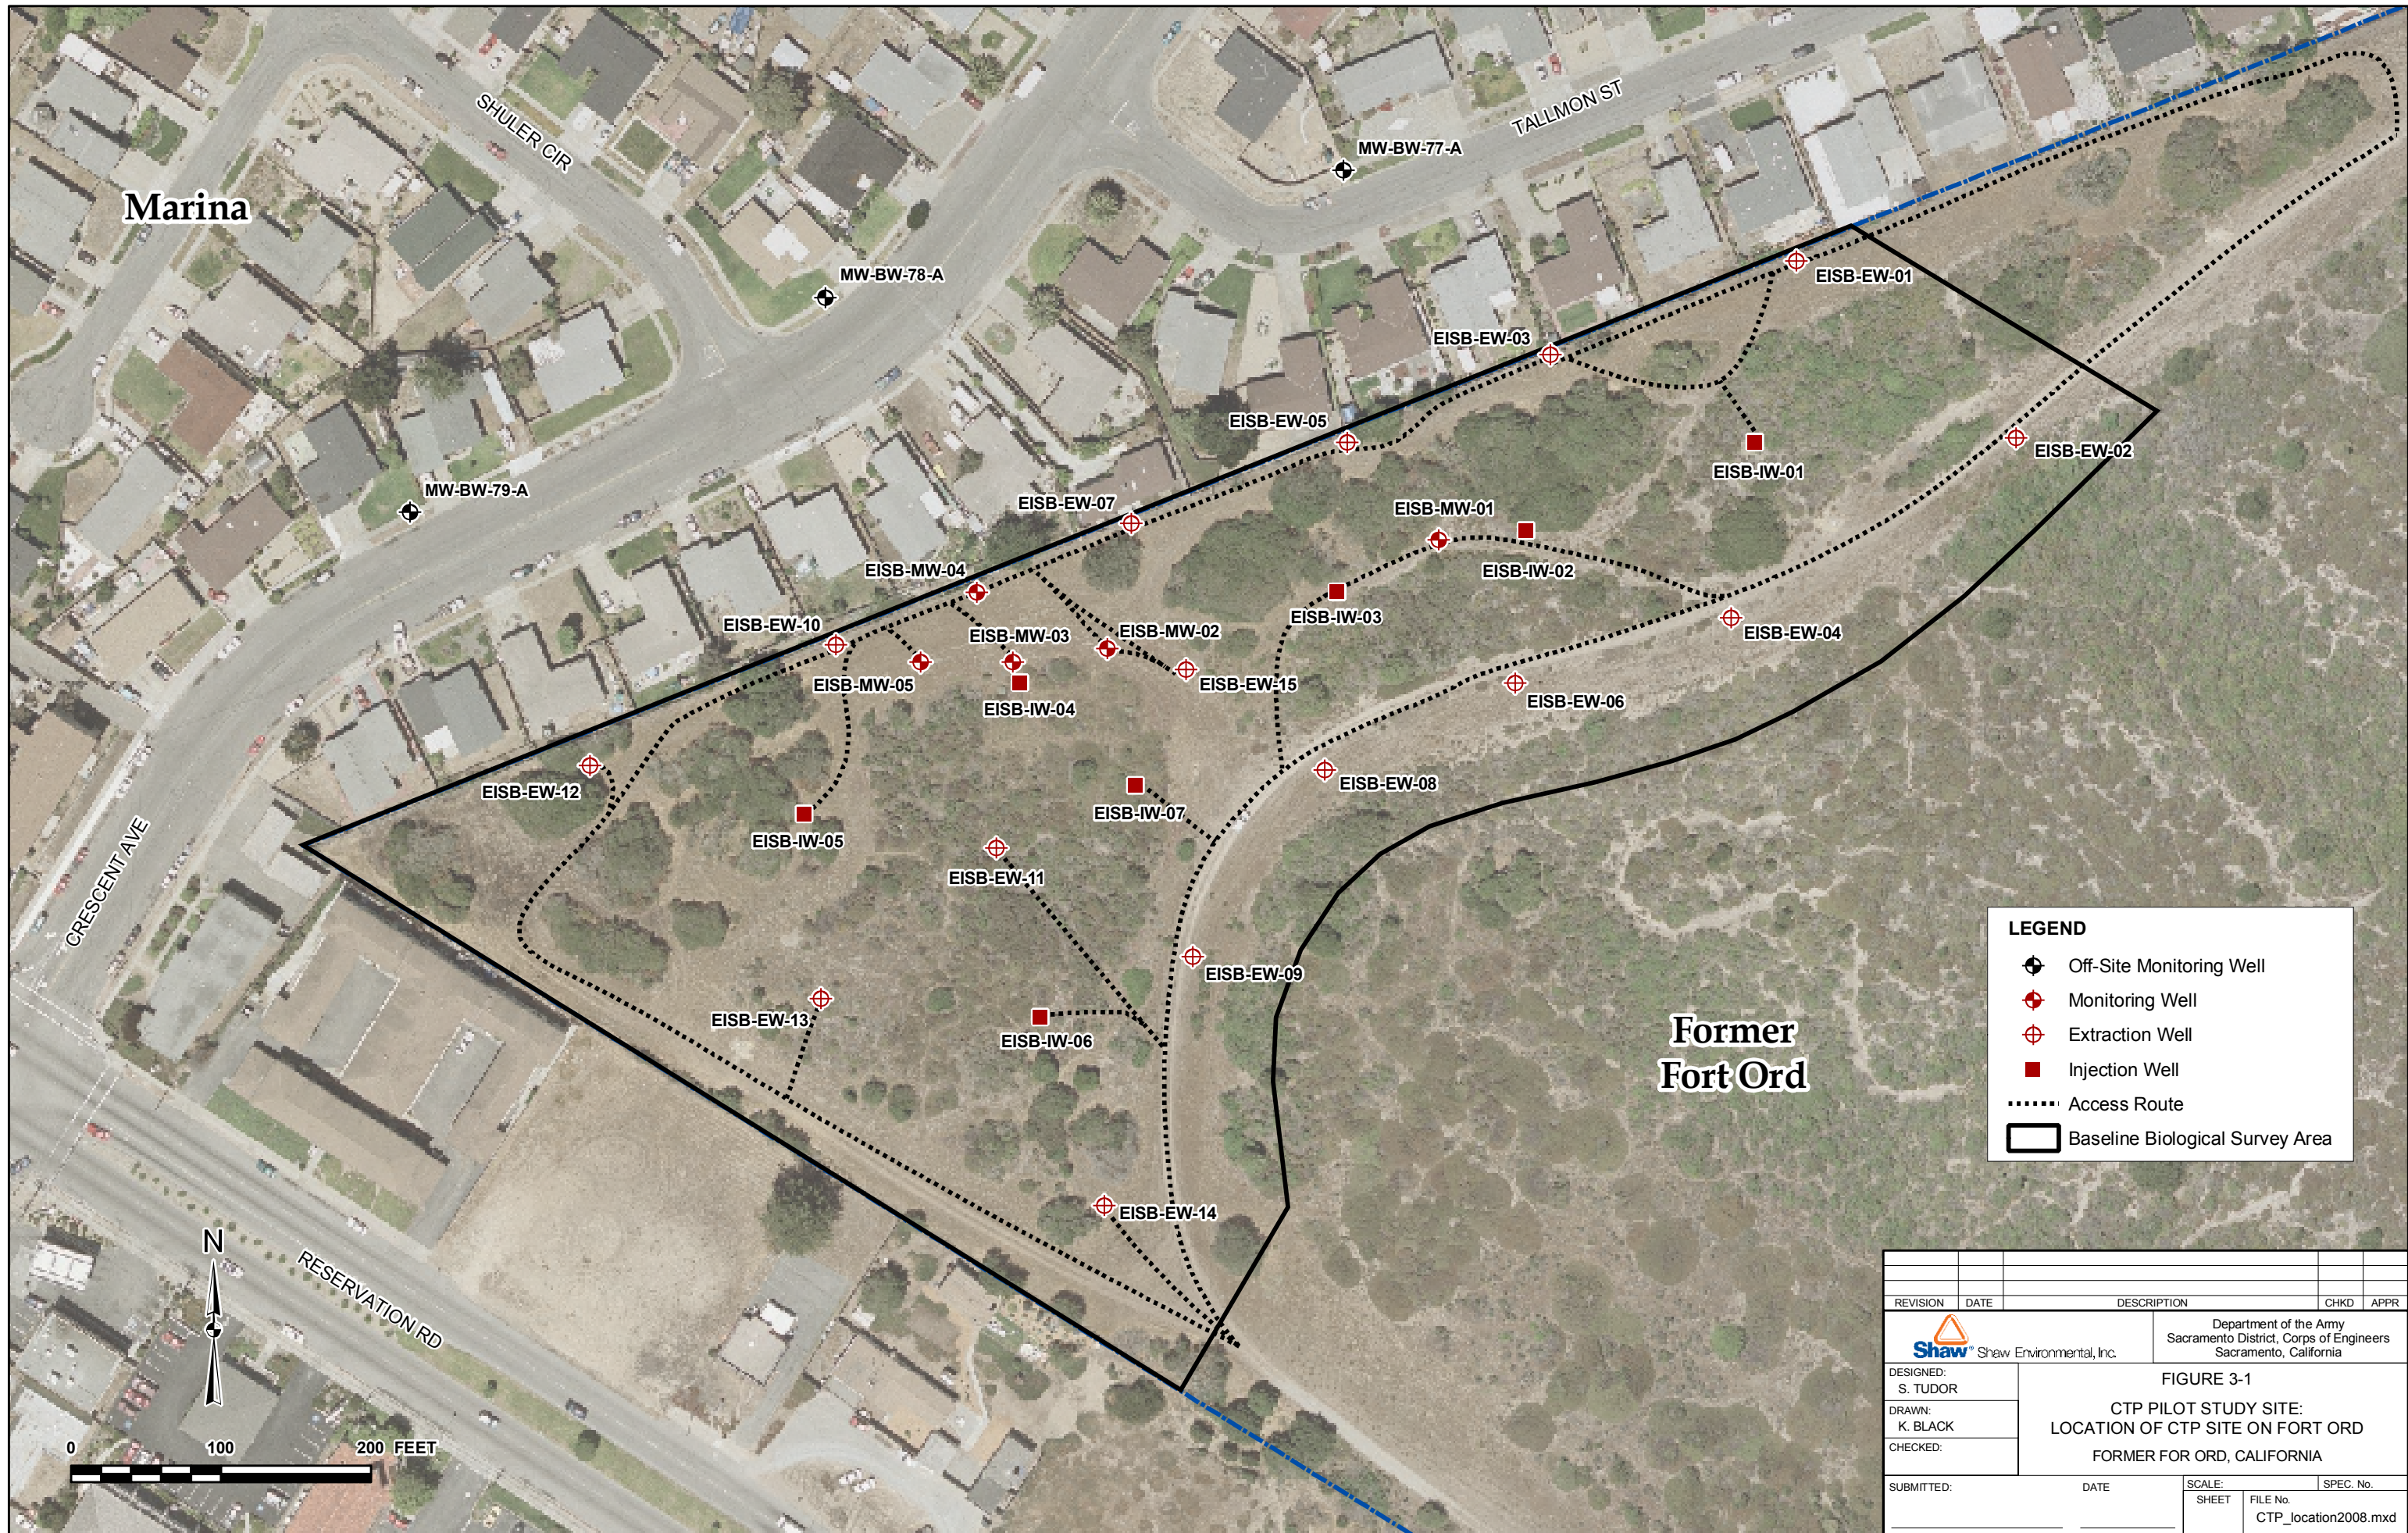 SHULER CIR
TALLMON ST
MW-BW-77-A
Marina
MW-BW-78-A
EISB-EW-01
EISB-EW-03
EISB-EW-05
EISB-EW-02
EISB-IW-01
MW-BW-79-A
EISB-EW-07
EISB-MW-01
EISB-MW-04
EISB-IW-02
EISB-IW-03
EISB-EW-10
EISB-MW-03
EISB-MW-02
EISB-EW-04
EISB-MW-05
EISB-EW-15
EISB-IW-04
EISB-EW-06
EISB-EW-12
EISB-EW-08
EISB-IW-07
EISB-IW-05
EISB-EW-11
CRESCENT AVE
EISB-EW-09
EISB-EW-13
EISB-IW-06
Former
Fort Ord
EISB-EW-14
RESERVATION RD
N
0 100 200 FEET
LEGEND
Off-Site Monitoring Well
Monitoring Well
Extraction Well
Injection Well
Access Route
Baseline Biological Survey Area
REVISION DATE DESCRIPTION CHKD APPR
Shaw® Shaw Environmental, Inc.
Department of the Army
Sacramento District, Corps of Engineers
Sacramento, California
DESIGNED:
S. TUDOR
DRAWN:
K. BLACK
CHECKED:
FIGURE 3-1
CTP PILOT STUDY SITE:
LOCATION OF CTP SITE ON FORT ORD
FORMER FOR ORD, CALIFORNIA
SUBMITTED: DATE
SCALE: SPEC. No.
SHEET FILE No.
CTP_location2008.mxd